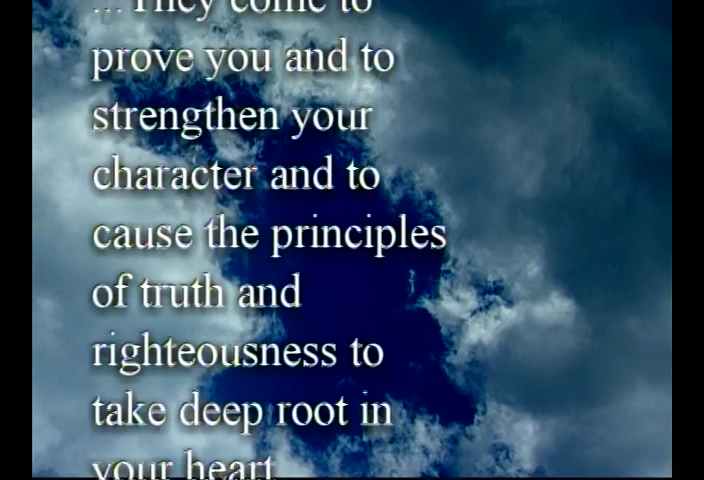 ...They come to
prove you and to
strengthen your
character and to
cause the principles
of truth and
righteousness to
take deep root in
your heart